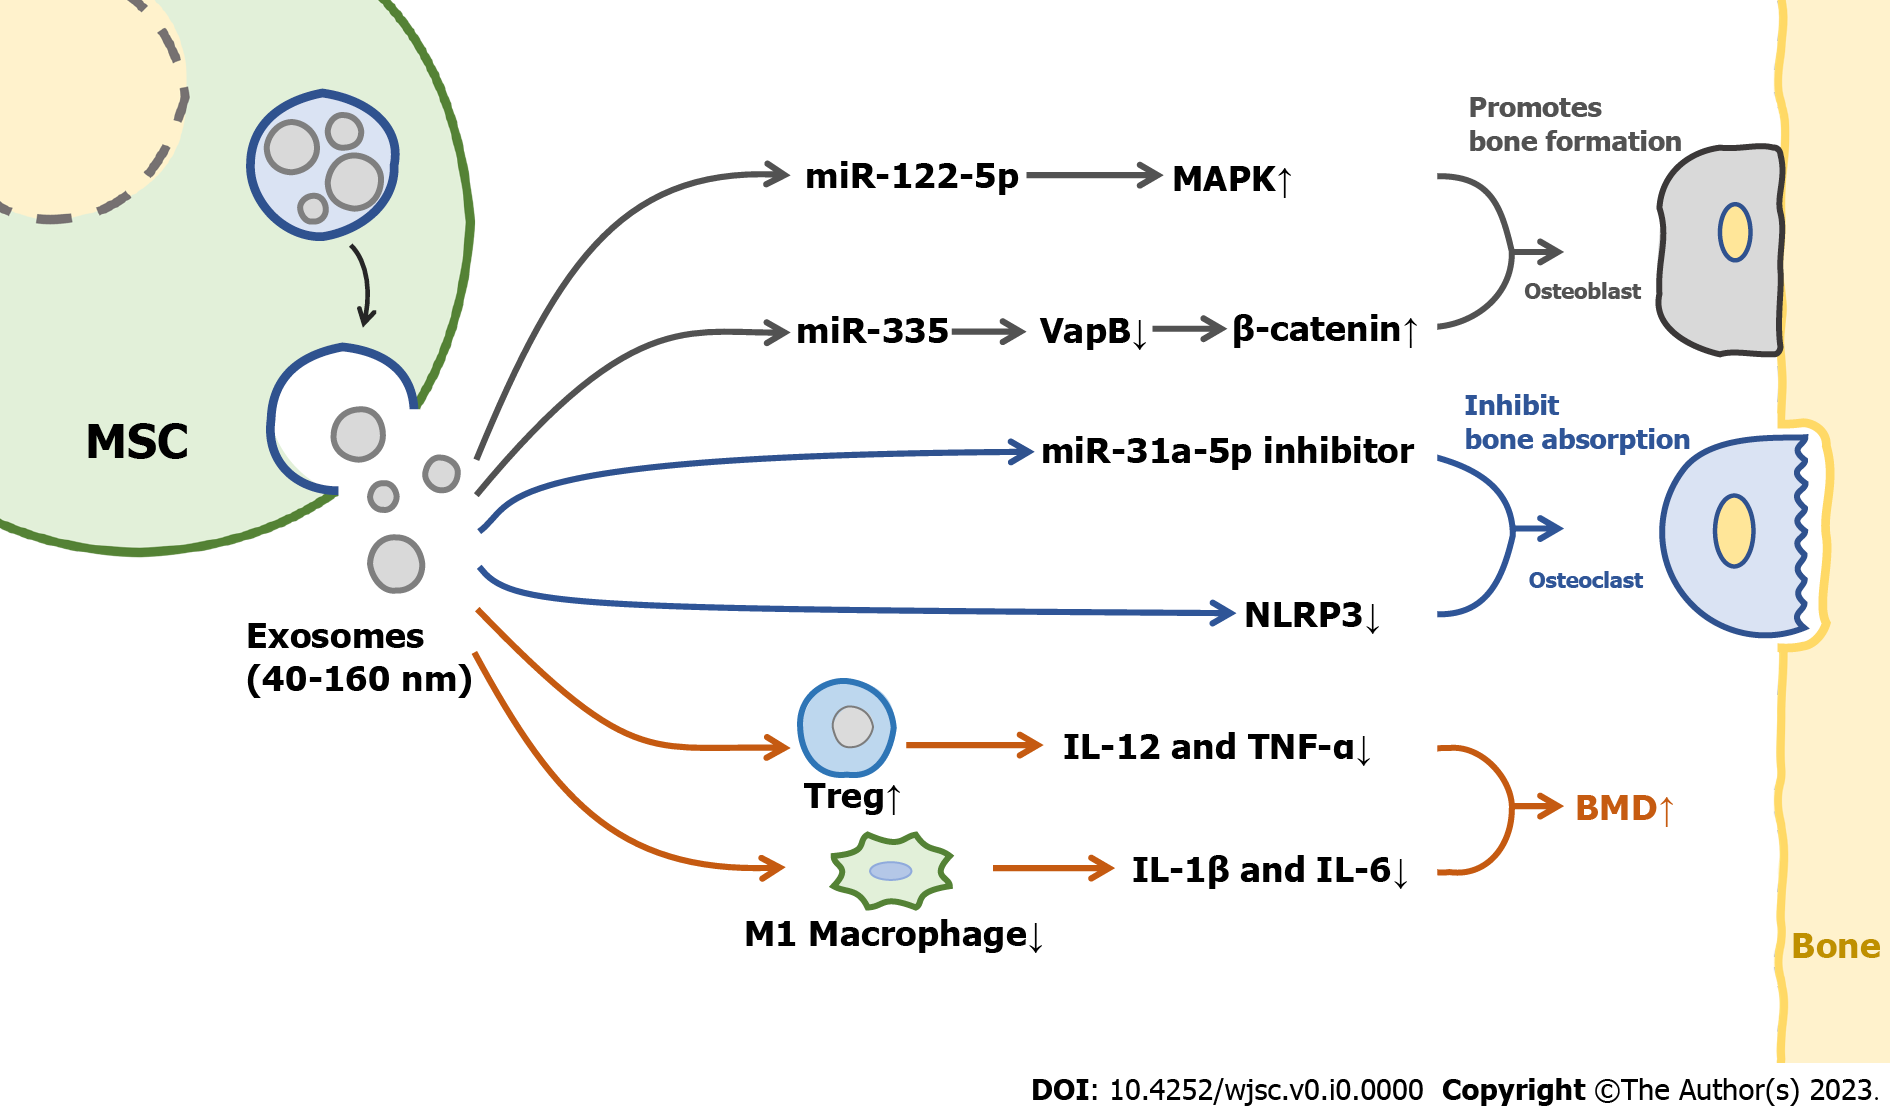 Promotes
bone formation
miR-122-5p
MAPK↑
Osteoblast
miR-335
VapB↓
β-catenin↑
Inhibit
bone absorption
MSC
miR-31a-5p inhibitor
Osteoclast
NLRP3↓
Exosomes
(40-160 nm)
IL-12 and TNF-α↓
Treg↑
BMD↑
IL-1β and IL-6↓
M1 Macrophage↓
Bone
DOI: 10.4252/wjsc.v0.i0.0000 Copyright ©The Author(s) 2023.